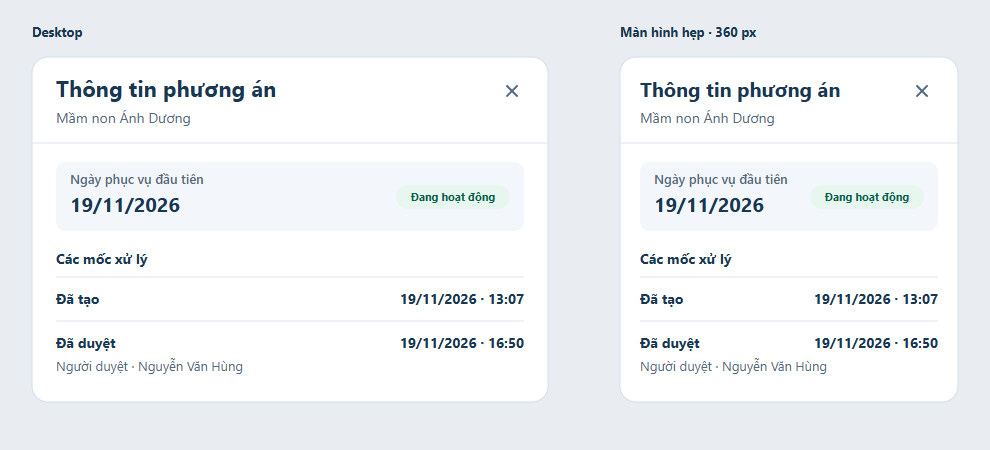 Desktop
Thông tin phương án
Mầm non Ánh Dương
Ngày phục vụ đầu tiên
19/11/2026
Đang hoạt động
Các mốc xử lý
Đã tạo 19/11/2026 · 13:07
Đã duyệt 19/11/2026 · 16:50
Người duyệt · Nguyễn Văn Hùng
Màn hình hẹp · 360 px
Thông tin phương án
Mầm non Ánh Dương
Ngày phục vụ đầu tiên
19/11/2026
Đang hoạt động
Các mốc xử lý
Đã tạo 19/11/2026 · 13:07
Đã duyệt 19/11/2026 · 16:50
Người duyệt · Nguyễn Văn Hùng